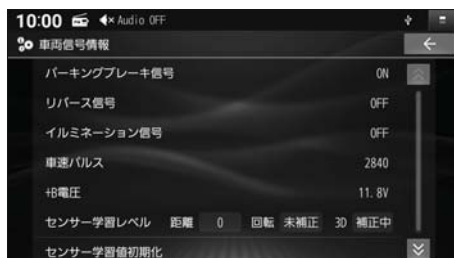 10:00 Audio OFF
車両信号情報
パーキングブレーキ信号 ON
リバース信号 OFF
イルミネーション信号 OFF
車速パルス 2840
+B電圧 11.8V
センサー学習レベル 距離 0 回転 未補正 3D 補正中
センサー学習値初期化